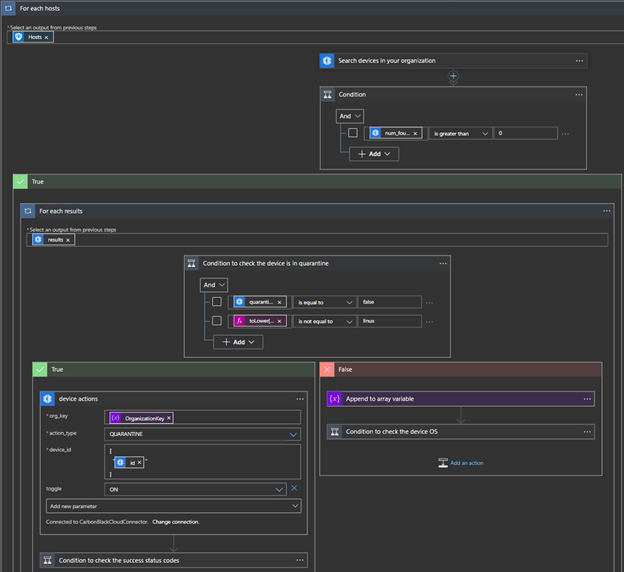 For each hosts
* Select an output from previous steps
Hosts ×
Search devices in your organization
Condition
And
num_fou... × is greater than 0
Add
True
For each results
* Select an output from previous steps
results ×
Condition to check the device is in quarantine
And
quaranti... × is equal to false
toLower(... × is not equal to linux
Add
True
False
device actions
Append to array variable
* org_key OrganizationKey ×
* action_type QUARANTINE
Condition to check the device OS
* device_id [
" id × "
]
Add an action
toggle ON
Add new parameter
Connected to CarbonBlackCloudConnector. Change connection.
Condition to check the success status codes